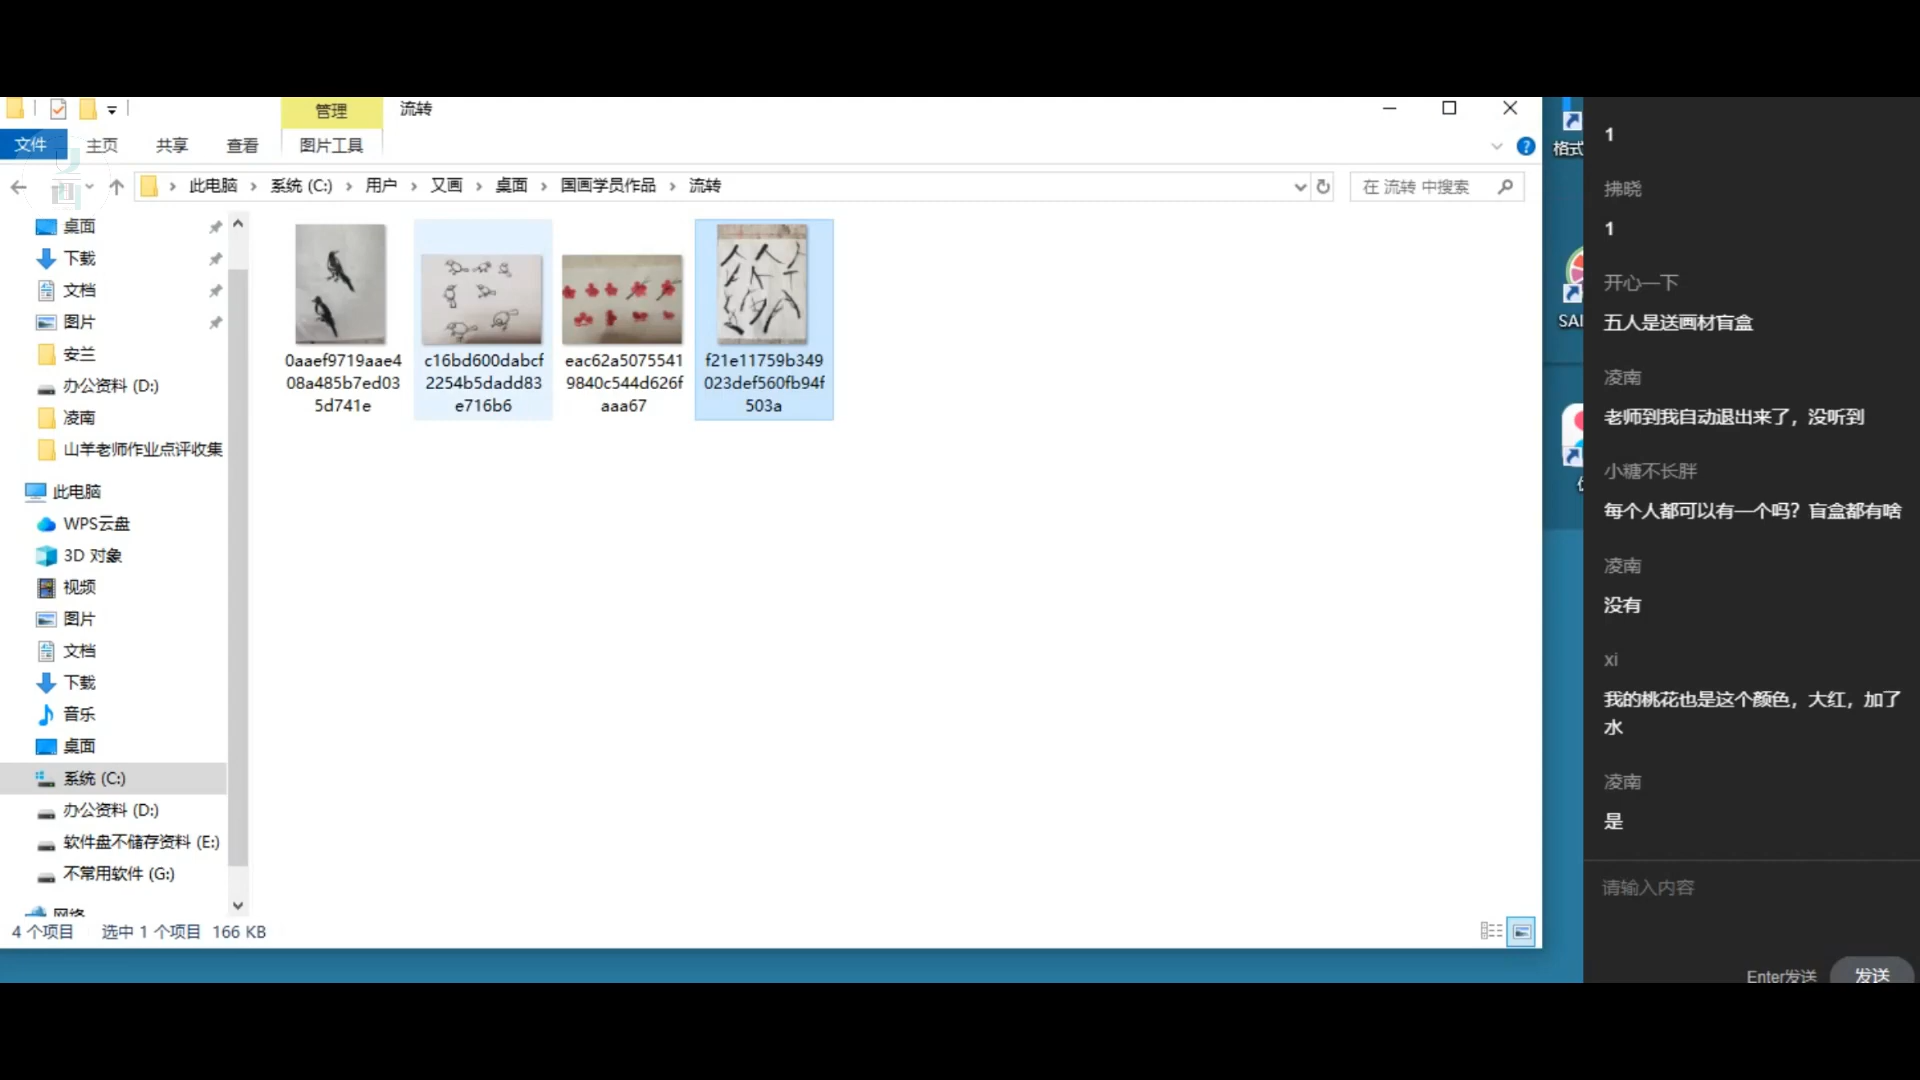 管理
流转
文件
主页
共享
查看
图片工具
此电脑 › 系统 (C:) › 用户 › 又画 › 桌面 › 国画学员作品 › 流转
在 流转 中搜索
桌面
下载
文档
图片
安兰
办公资料 (D:)
凌南
山羊老师作业点评收集
此电脑
WPS云盘
3D 对象
视频
图片
文档
下载
音乐
桌面
系统 (C:)
办公资料 (D:)
软件盘不储存资料 (E:)
不常用软件 (G:)
网络
0aaef9719aae4
08a485b7ed03
5d741e
c16bd600dabcf
2254b5dadd83
e716b6
eac62a5075541
9840c544d626f
aaa67
f21e11759b349
023def560fb94f
503a
4 个项目
选中 1 个项目
166 KB
格式
SAI
1
拂晓
1
开心一下
五人是送画材盲盒
凌南
老师到我自动退出来了，没听到
小糖不长胖
每个人都可以有一个吗？盲盒都有啥
凌南
没有
xi
我的桃花也是这个颜色，大红，加了
水
凌南
是
请输入内容
Enter发送
发送